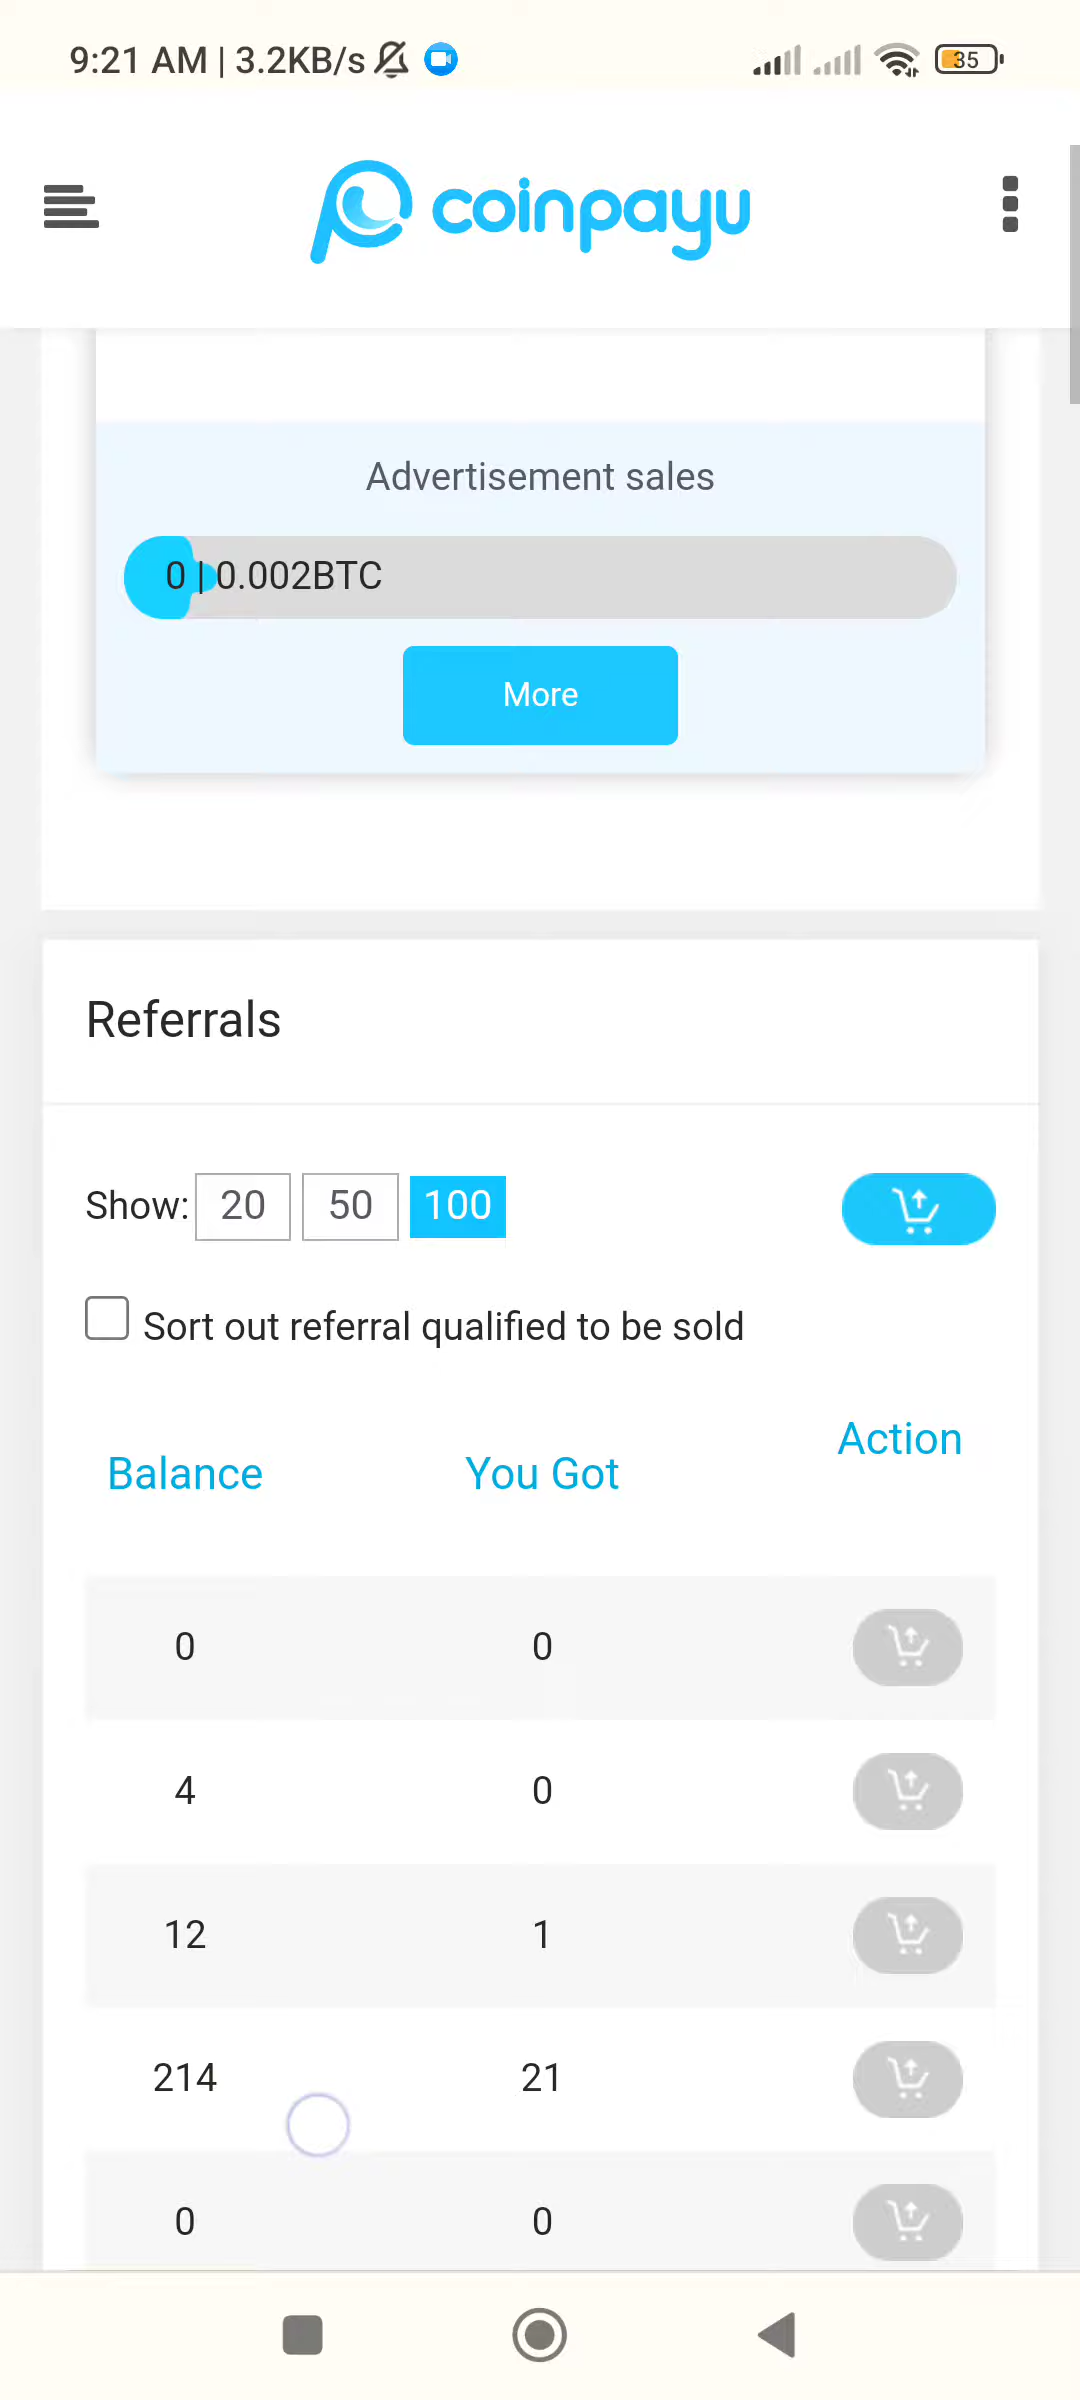 9:21 AM | 3.2KB/s 35
coinpayu
Advertisement sales
0 | 0.002BTC
More
Referrals
Show: 20 50 100
Sort out referral qualified to be sold
Balance You Got Action
0 0
4 0
12 1
214 21
0 0